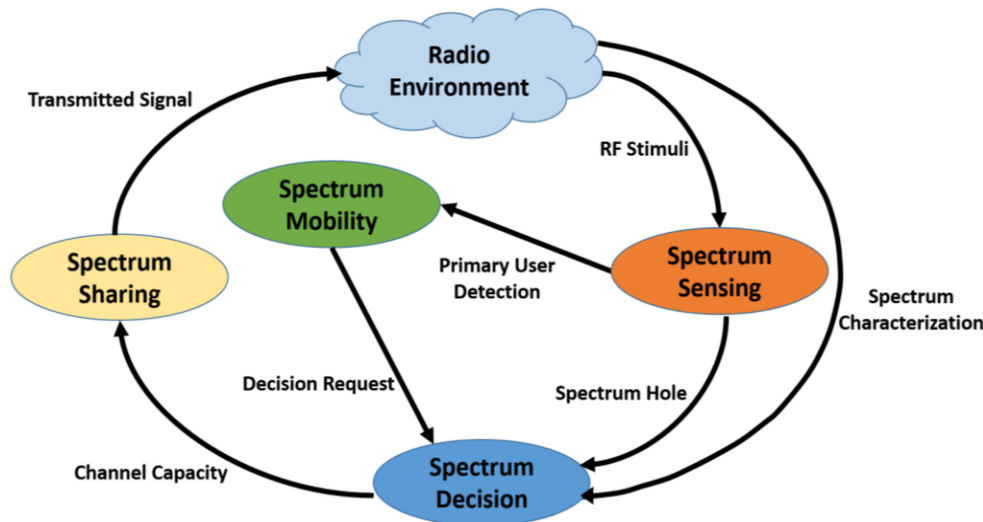 Radio
Environment
Transmitted Signal
RF Stimuli
Spectrum
Mobility
Spectrum
Sharing
Primary User
Detection
Spectrum
Sensing
Spectrum
Characterization
Decision Request
Spectrum Hole
Channel Capacity
Spectrum
Decision